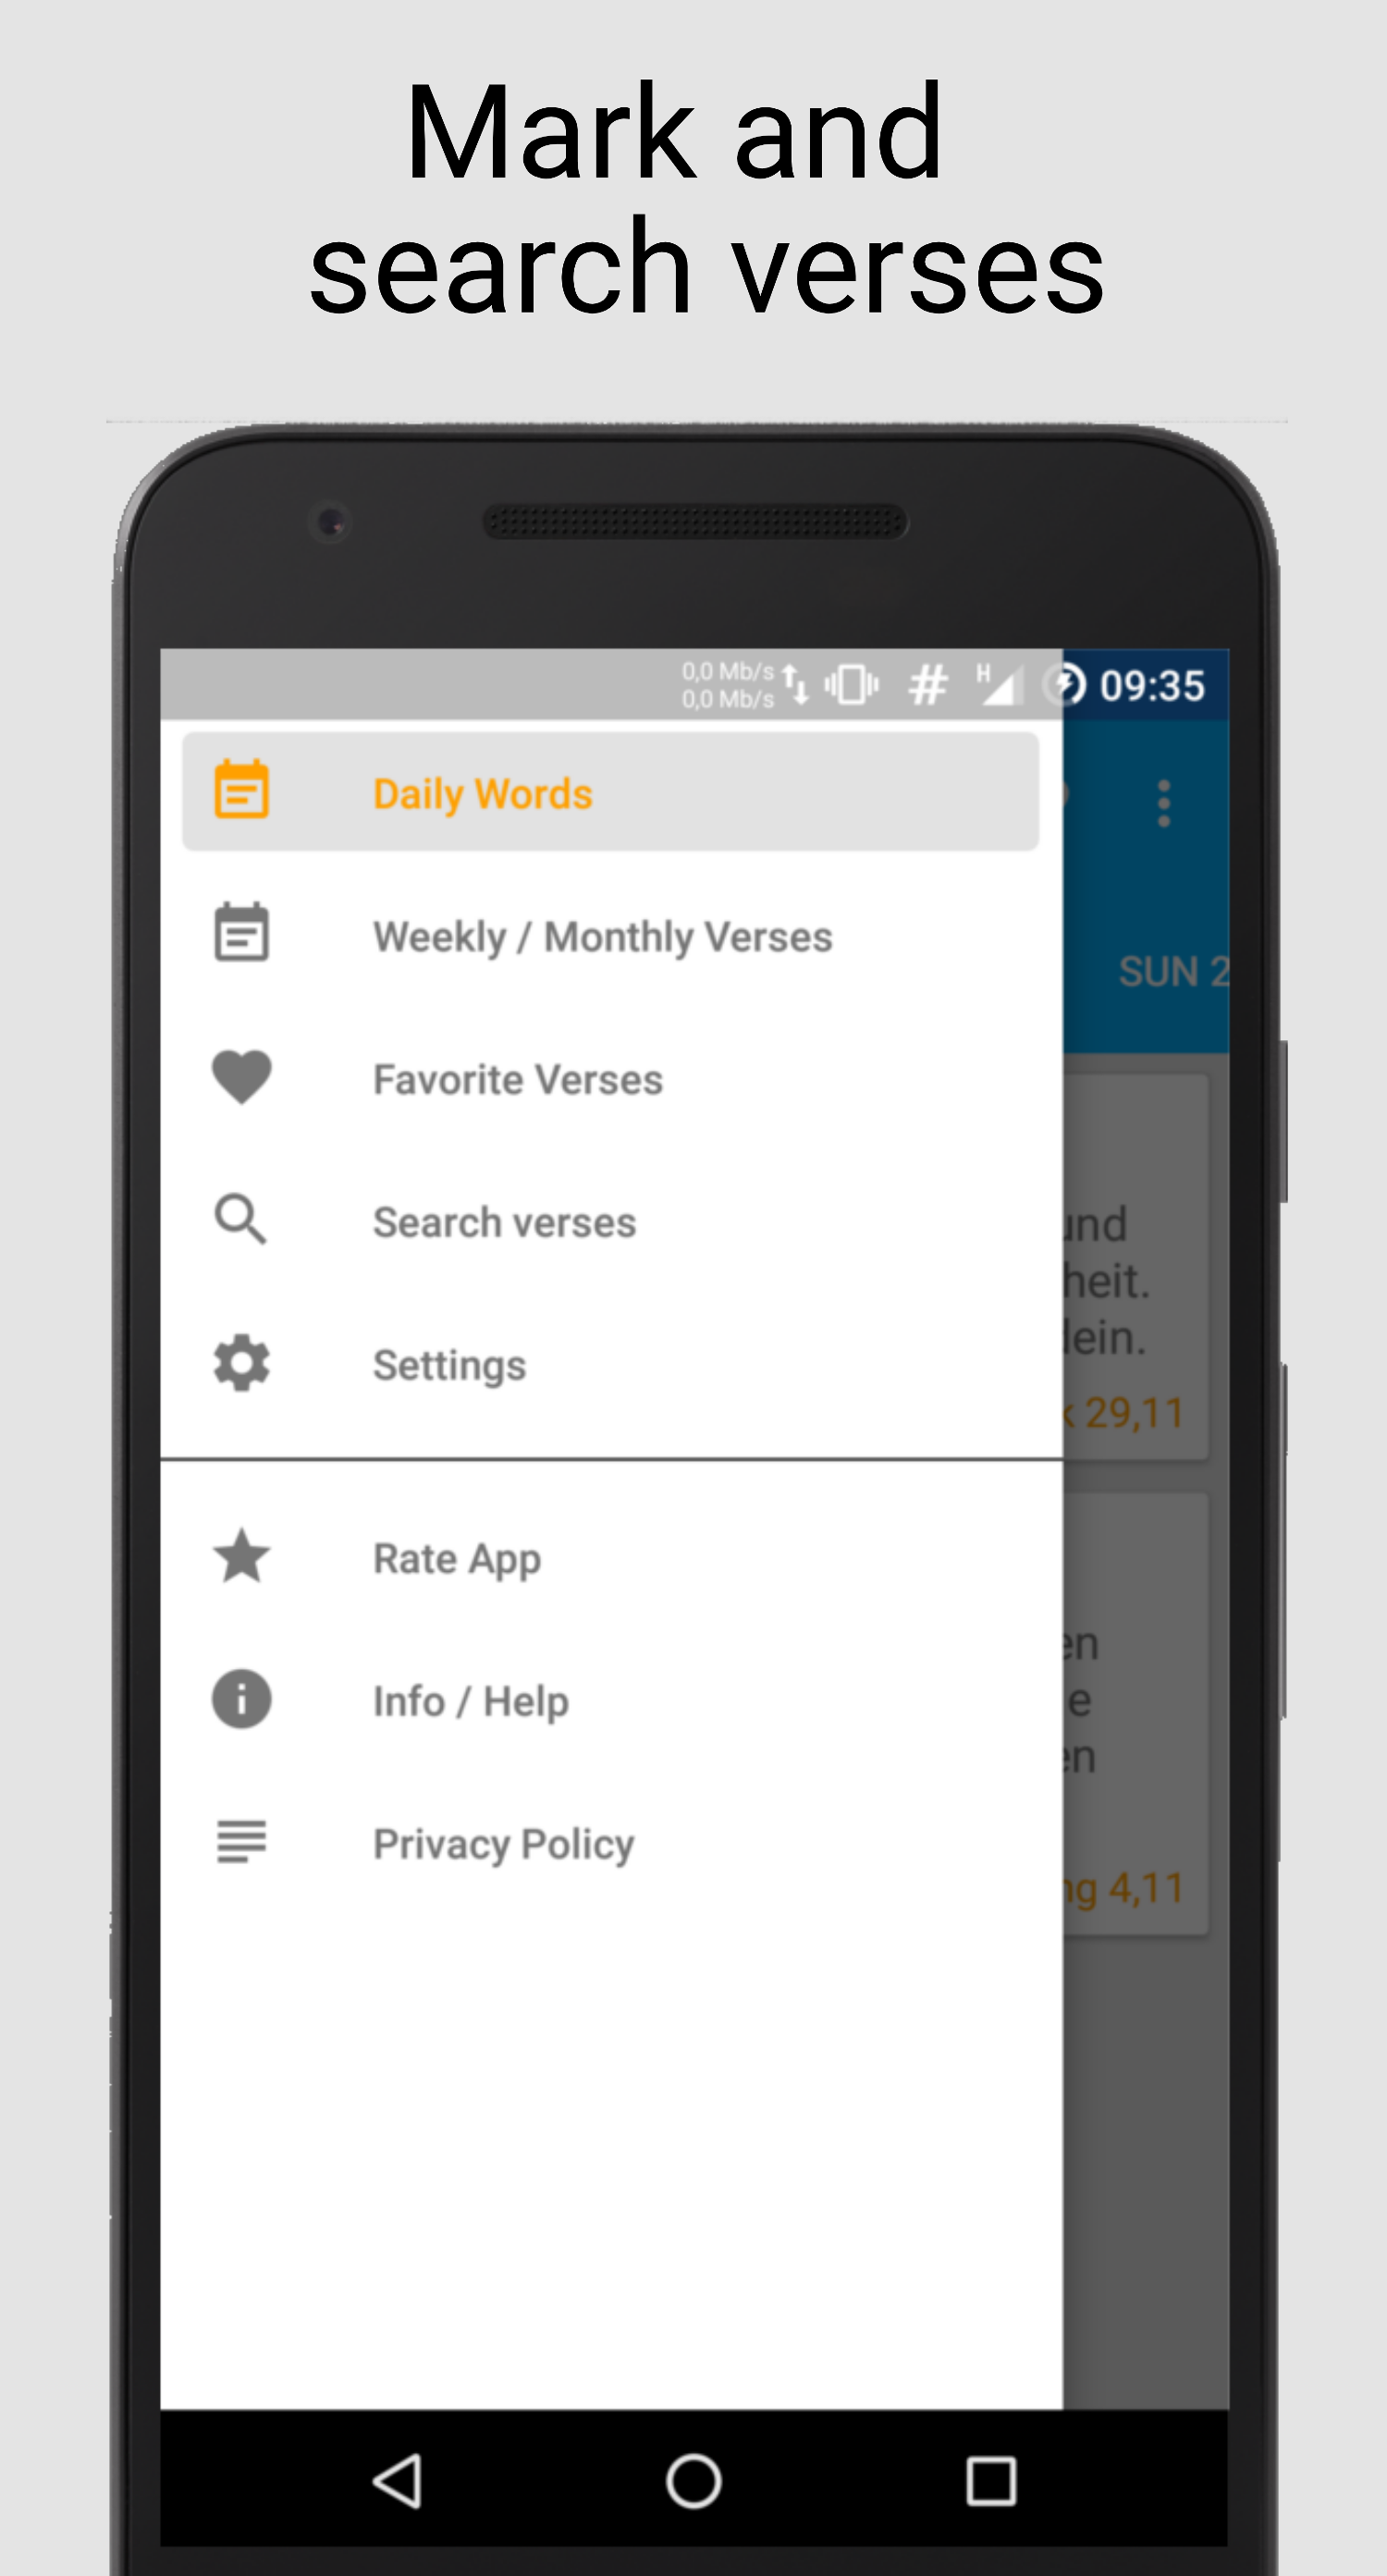 Mark and
search verses
0,0 Mb/s
0,0 Mb/s
H
09:35
Daily Words
Weekly / Monthly Verses
SUN 2
Favorite Verses
Search verses
und
heit.
Settings
dein.
29,11
Rate App
Info / Help
en
e
en
Privacy Policy
ng 4,11